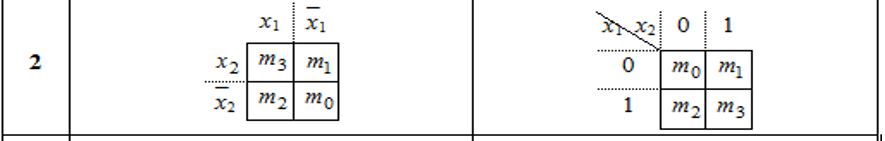 2
x₁ x̅₁
x₂ m₃ m₁
x̅₂ m₂ m₀
x₁ x₂ 0 1
0 m₀ m₁
1 m₂ m₃